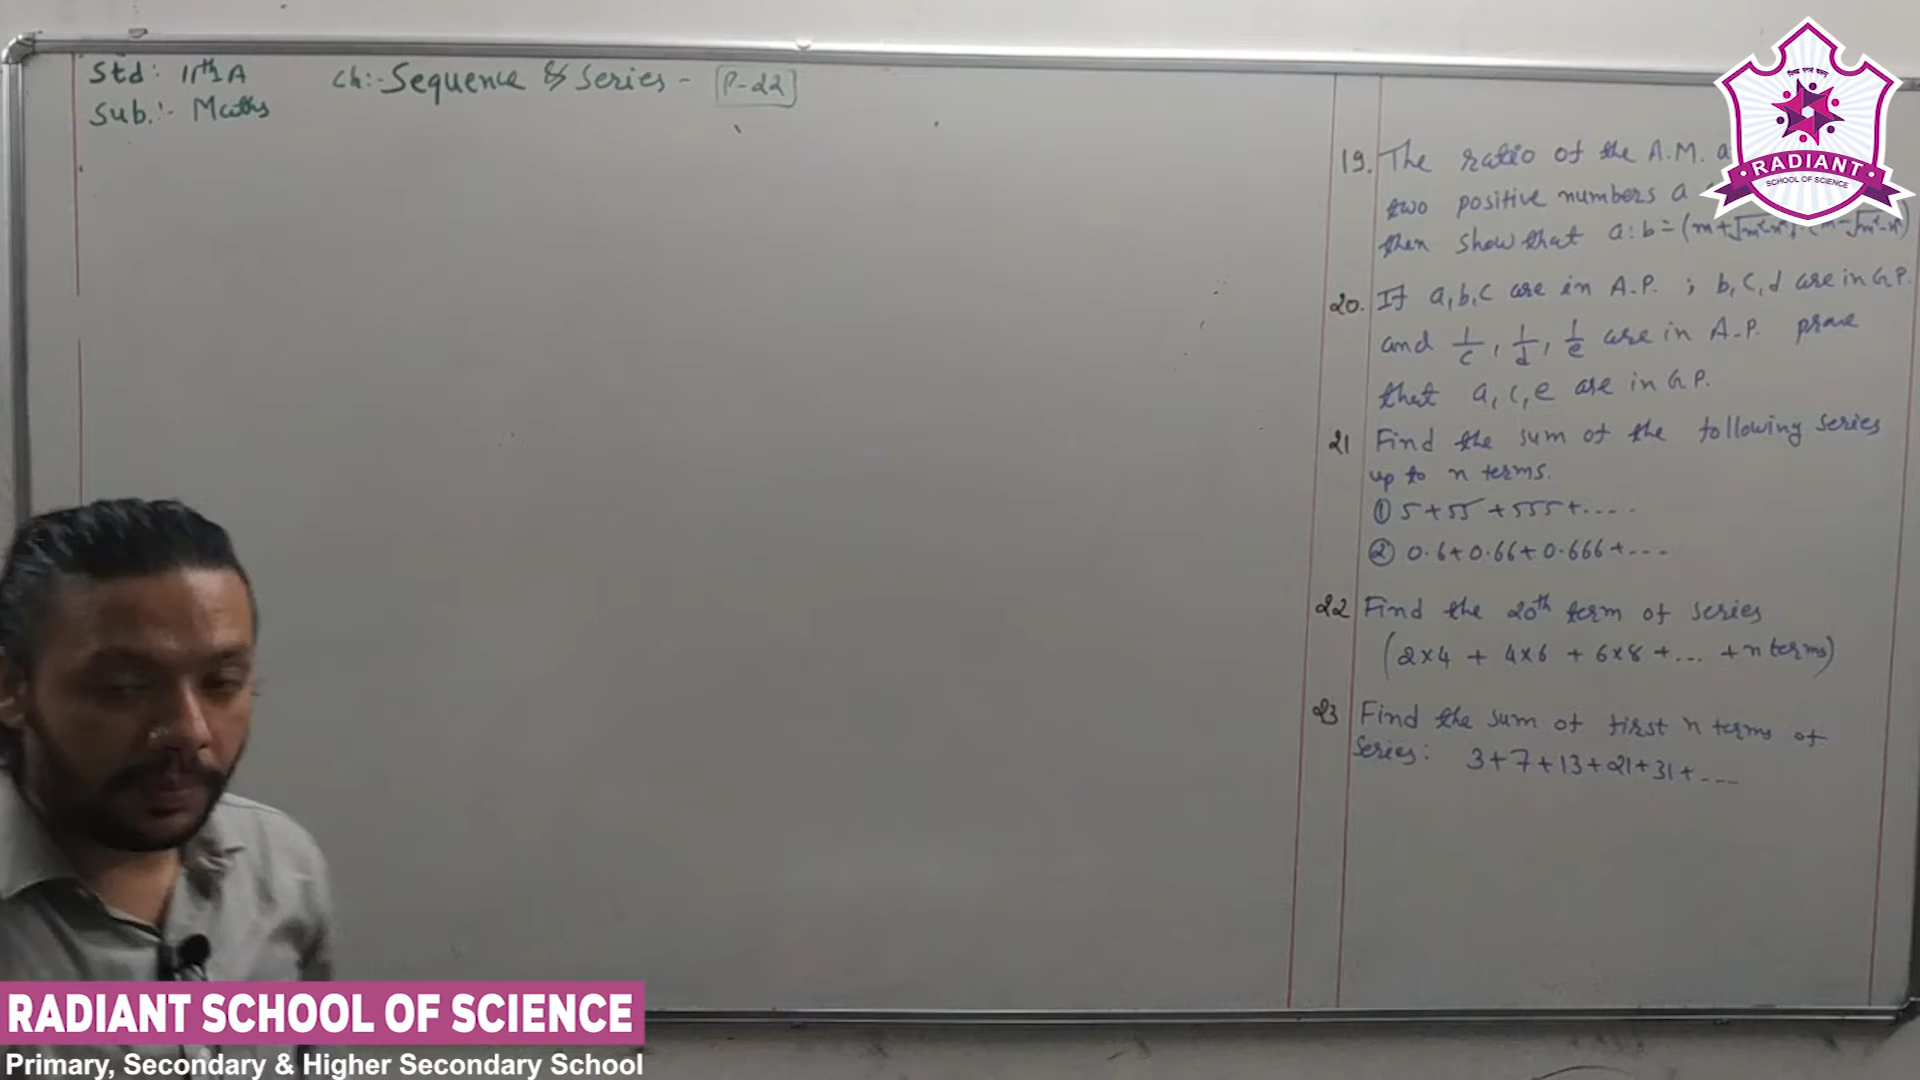 Std: 11th A
Sub.:- Maths
Ch:- Sequence & Series - P-22
19. The ratio of the A.M. a
two positive numbers a
then show that a:b = (m+√m²-n²)
20. If a,b,c are in A.P. ; b,c,d are in G.P.
and 1/c, 1/d, 1/e are in A.P. prove
that a, c, e are in G.P.
21 Find the sum of the following series
up to n terms.
① 5+55+555+....
② 0.6+0.66+0.666+---
22 Find the 20th term of series
(2×4 + 4×6 + 6×8 +... + n terms)
23 Find the sum of first n terms of
series: 3+7+13+21+31+---
RADIANT
SCHOOL OF SCIENCE
RADIANT SCHOOL OF SCIENCE
Primary, Secondary & Higher Secondary School